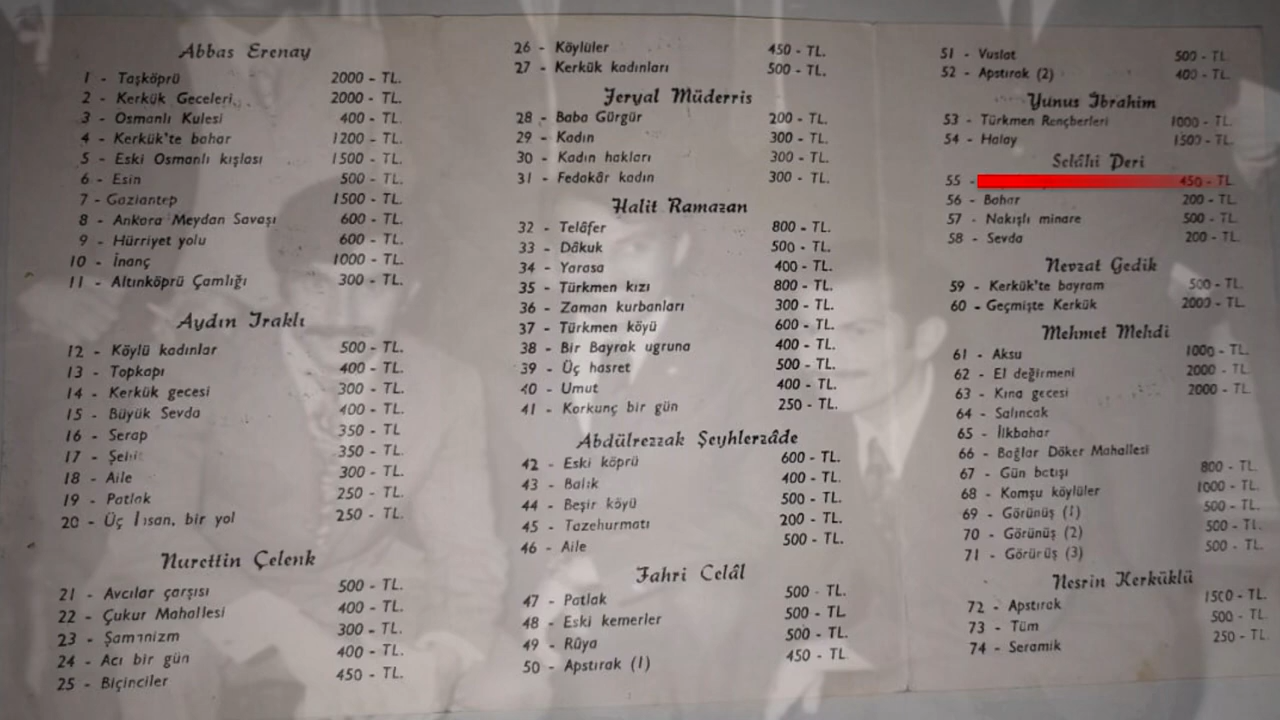 Abbas Erenay
1 - Taşköprü 2000 - TL.
2 - Kerkük Geceleri 2000 - TL.
3 - Osmanlı Kulesi 400 - TL.
4 - Kerkük'te bahar 1200 - TL.
5 - Eski Osmanlı kışlası 1500 - TL.
6 - Esin 500 - TL.
7 - Gaziantep 1500 - TL.
8 - Ankara Meydan Savaşı 600 - TL.
9 - Hürriyet yolu 600 - TL.
10 - İnanç 1000 - TL.
11 - Altınköprü Çamlığı 300 - TL.
Aydın Iraklı
12 - Köylü kadınlar 500 - TL.
13 - Topkapı 400 - TL.
14 - Kerkük gecesi 300 - TL.
15 - Büyük Sevda 400 - TL.
16 - Serap 350 - TL
17 - Şehit 350 - TL.
18 - Aile 300 - TL.
19 - Patlak 250 - TL.
20 - Üç İnsan, bir yol 250 - TL.
Nurettin Çelenk
21 - Avcılar çarşısı 500 - TL.
22 - Çukur Mahallesi 400 - TL.
23 - Şamanizm 300 - TL.
24 - Acı bir gün 400 - TL.
25 - Biçinciler 450 - TL.
26 - Köylüler 450 - TL.
27 - Kerkük kadınları 500 - TL.
Feryal Müderris
28 - Baba Gürgür 200 - TL.
29 - Kadın 300 - TL.
30 - Kadın hakları 300 - TL.
31 - Fedakâr kadın 300 - TL.
Halit Ramazan
32 - Telâfer 800 - TL.
33 - Dâkuk 500 - TL.
34 - Yarasa 400 - TL.
35 - Türkmen kızı 800 - TL.
36 - Zaman kurbanları 300 - TL.
37 - Türkmen köyü 600 - TL.
38 - Bir Bayrak ugruna 400 - TL.
39 - Üç hasret 500 - TL.
40 - Umut 400 - TL.
41 - Korkunç bir gün 250 - TL.
Abdülrezzak Şeyhlerzâde
42 - Eski köprü 600 - TL.
43 - Balık 400 - TL.
44 - Beşir köyü 500 - TL.
45 - Tazehurmatı 200 - TL.
46 - Aile 500 - TL.
Fahri Celâl
47 - Patlak 500 - TL.
48 - Eski kemerler 500 - TL.
49 - Rûya 500 - TL.
50 - Apstırak (1) 450 - TL
51 - Vuslat 500 - TL.
52 - Apstırak (2) 400 - TL.
Yunus İbrahim
53 - Türkmen Rençberleri 1000 - TL.
54 - Halay 1500 - TL.
Selâhi Deri
55 - 450 - TL
56 - Bahar 200 - TL.
57 - Nakışlı minare 500 - TL.
58 - Sevda 200 - TL.
Nevzat Gedik
59 - Kerkük'te bayram 500 - TL.
60 - Geçmişte Kerkük 2000 - TL.
Mehmet Mehdi
61 - Aksu 1000 - TL.
62 - El değirmeni 2000 - TL
63 - Kına gecesi 2000 - TL.
64 - Salıncak
65 - İlkbahar
66 - Bağlar Döker Mahallesi
67 - Gün batışı 800 - TL.
68 - Komşu köylüler 1000 - TL.
69 - Görünüş (1) 500 - TL.
70 - Görünüş (2) 500 - TL.
71 - Görünüş (3) 500 - TL.
Nesrin Kerküklü
72 - Apstırak 1500 - TL.
73 - Tüm 500 - TL.
74 - Seramik 250 - TL.